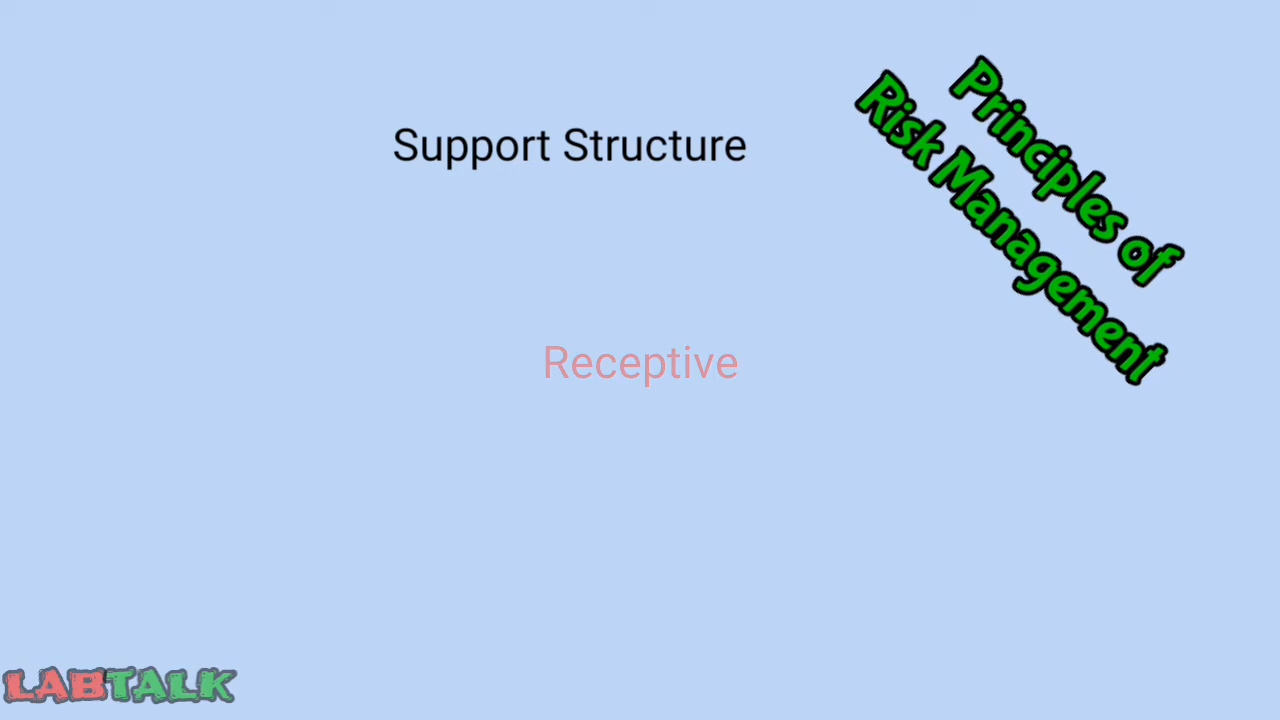 Support Structure
Principles of
Risk Management
Receptive
LABTALK